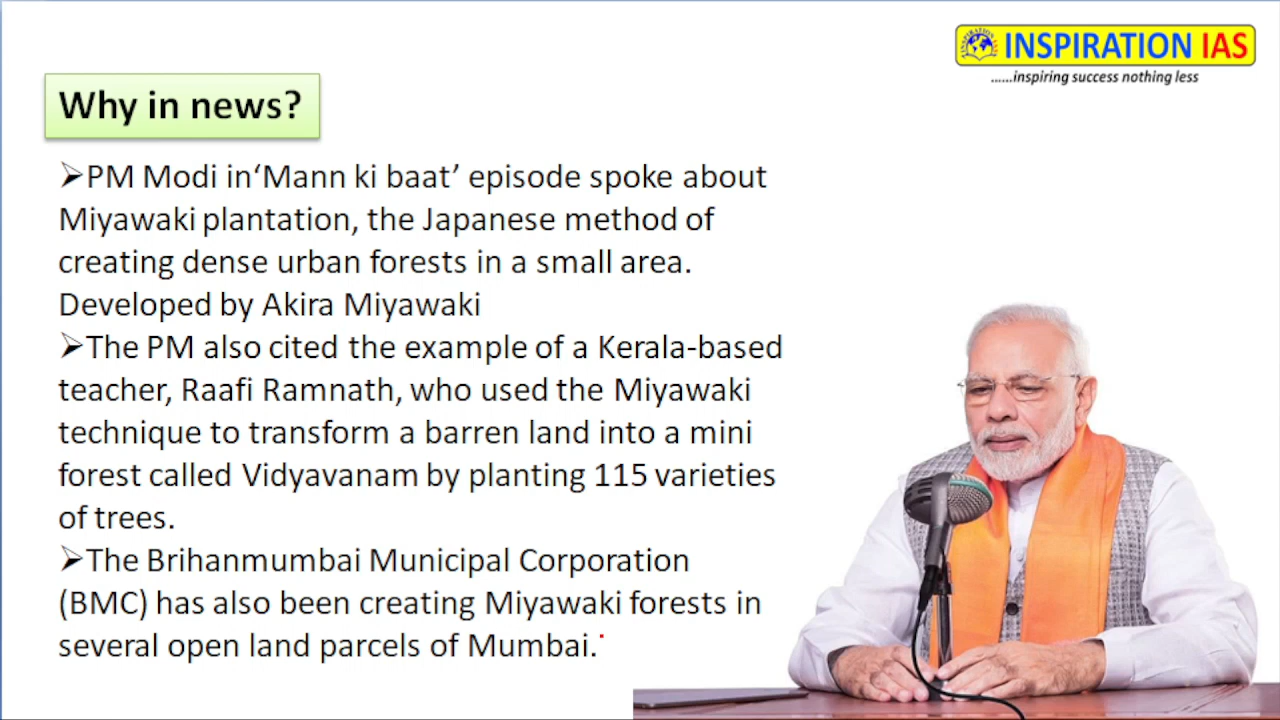 INSPIRATION IAS
......inspiring success nothing less
Why in news?
➢PM Modi in‘Mann ki baat’ episode spoke about
Miyawaki plantation, the Japanese method of
creating dense urban forests in a small area.
Developed by Akira Miyawaki
➢The PM also cited the example of a Kerala-based
teacher, Raafi Ramnath, who used the Miyawaki
technique to transform a barren land into a mini
forest called Vidyavanam by planting 115 varieties
of trees.
➢The Brihanmumbai Municipal Corporation
(BMC) has also been creating Miyawaki forests in
several open land parcels of Mumbai.